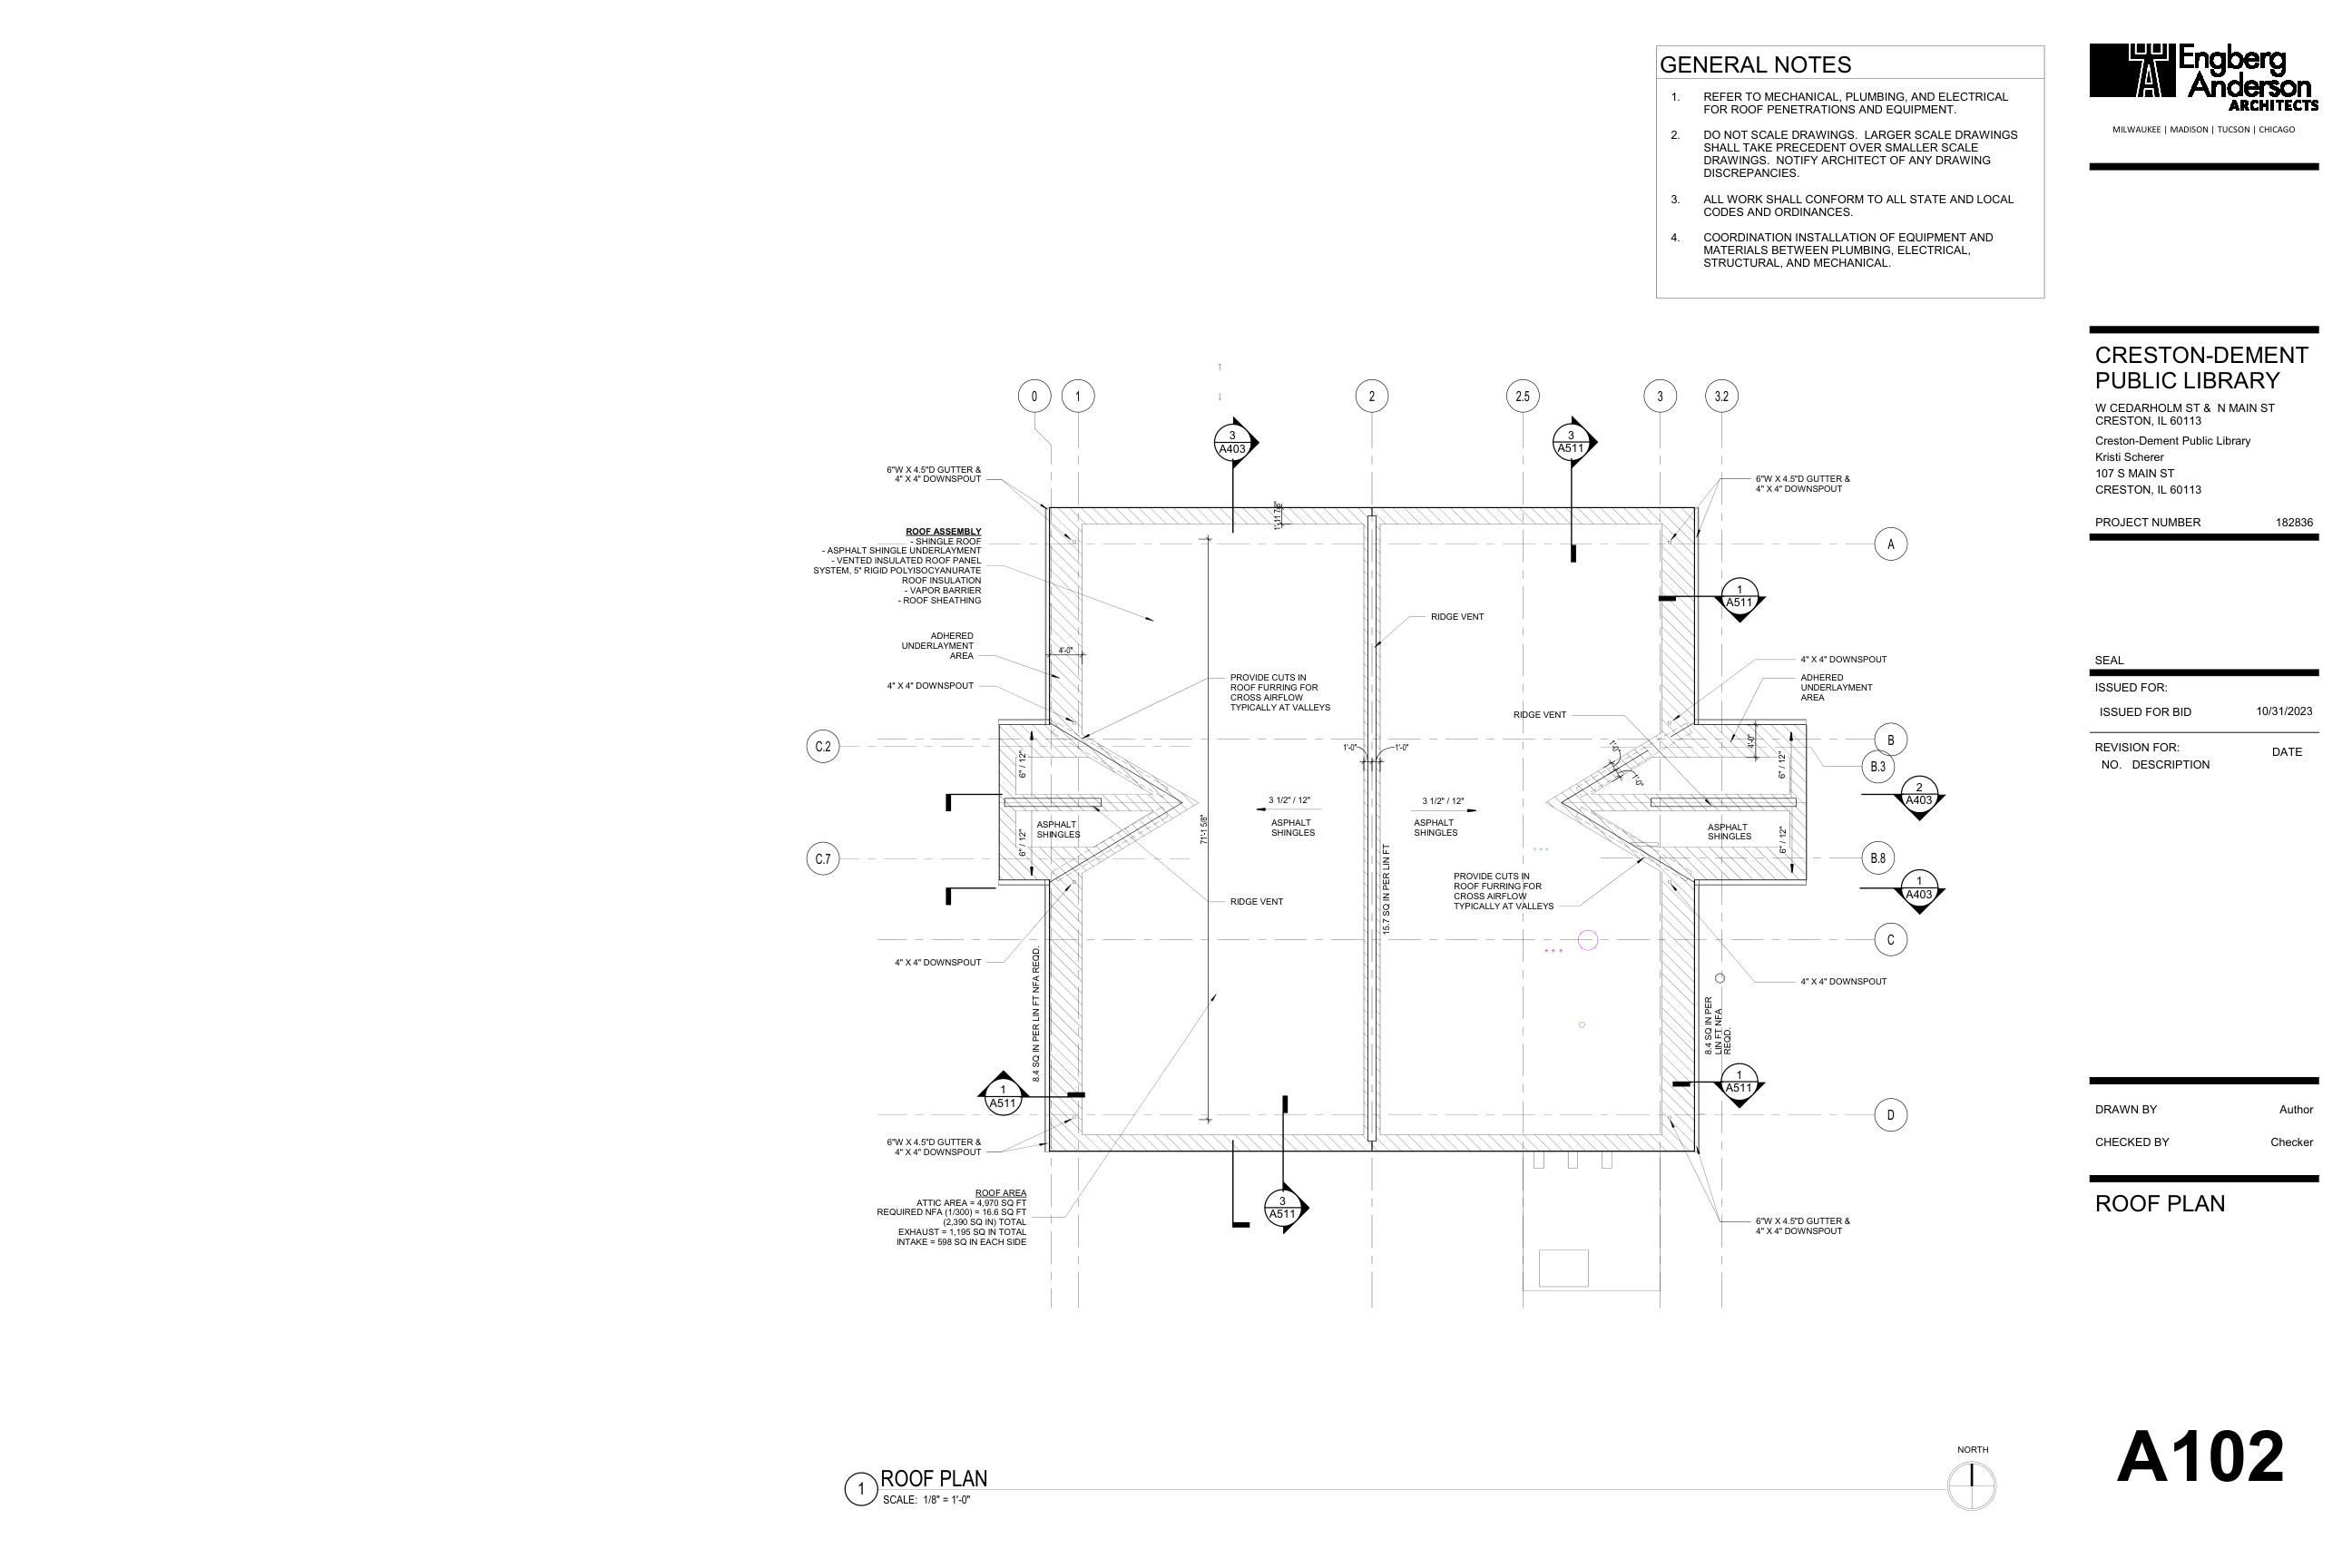 GENERAL NOTES
1. REFER TO MECHANICAL, PLUMBING, AND ELECTRICAL
FOR ROOF PENETRATIONS AND EQUIPMENT.
2. DO NOT SCALE DRAWINGS. LARGER SCALE DRAWINGS
SHALL TAKE PRECEDENT OVER SMALLER SCALE
DRAWINGS. NOTIFY ARCHITECT OF ANY DRAWING
DISCREPANCIES.
3. ALL WORK SHALL CONFORM TO ALL STATE AND LOCAL
CODES AND ORDINANCES.
4. COORDINATION INSTALLATION OF EQUIPMENT AND
MATERIALS BETWEEN PLUMBING, ELECTRICAL,
STRUCTURAL, AND MECHANICAL.
Engberg
Anderson
ARCHITECTS
MILWAUKEE | MADISON | TUCSON | CHICAGO
CRESTON-DEMENT
PUBLIC LIBRARY
W CEDARHOLM ST & N MAIN ST
CRESTON, IL 60113
Creston-Dement Public Library
Kristi Scherer
107 S MAIN ST
CRESTON, IL 60113
PROJECT NUMBER 182836
SEAL
ISSUED FOR:
ISSUED FOR BID 10/31/2023
REVISION FOR: DATE
NO. DESCRIPTION
DRAWN BY Author
CHECKED BY Checker
ROOF PLAN
A102
0 1 2 2.5 3 3.2
3
A403
3
A511
6"W X 4.5"D GUTTER &
4" X 4" DOWNSPOUT
6"W X 4.5"D GUTTER &
4" X 4" DOWNSPOUT
1'-11 7/8"
ROOF ASSEMBLY
- SHINGLE ROOF
- ASPHALT SHINGLE UNDERLAYMENT
- VENTED INSULATED ROOF PANEL
SYSTEM, 5" RIGID POLYISOCYANURATE
ROOF INSULATION
- VAPOR BARRIER
- ROOF SHEATHING
A
1
A511
RIDGE VENT
ADHERED
UNDERLAYMENT
AREA
4'-0"
4" X 4" DOWNSPOUT
4" X 4" DOWNSPOUT
ADHERED
UNDERLAYMENT
AREA
PROVIDE CUTS IN
ROOF FURRING FOR
CROSS AIRFLOW
TYPICALLY AT VALLEYS
RIDGE VENT
C.2
B
B.3
6" / 12"
1'-0"
1'-0"
1'-0"
1'-0"
4'-0"
6" / 12"
2
A403
3 1/2" / 12"
3 1/2" / 12"
ASPHALT
SHINGLES
ASPHALT
SHINGLES
ASPHALT
SHINGLES
ASPHALT
SHINGLES
6" / 12"
71'-1 5/8"
6" / 12"
C.7
B.8
15.7 SQ IN PER LIN FT
PROVIDE CUTS IN
ROOF FURRING FOR
CROSS AIRFLOW
TYPICALLY AT VALLEYS
1
A403
RIDGE VENT
C
4" X 4" DOWNSPOUT
4" X 4" DOWNSPOUT
8.4 SQ IN PER LIN FT NFA REQD.
8.4 SQ IN PER
LIN FT NFA
REQD.
1
A511
1
A511
D
6"W X 4.5"D GUTTER &
4" X 4" DOWNSPOUT
ROOF AREA
ATTIC AREA = 4,970 SQ FT
REQUIRED NFA (1/300) = 16.6 SQ FT
(2,390 SQ IN) TOTAL
EXHAUST = 1,195 SQ IN TOTAL
INTAKE = 598 SQ IN EACH SIDE
3
A511
6"W X 4.5"D GUTTER &
4" X 4" DOWNSPOUT
NORTH
1 ROOF PLAN
SCALE: 1/8" = 1'-0"